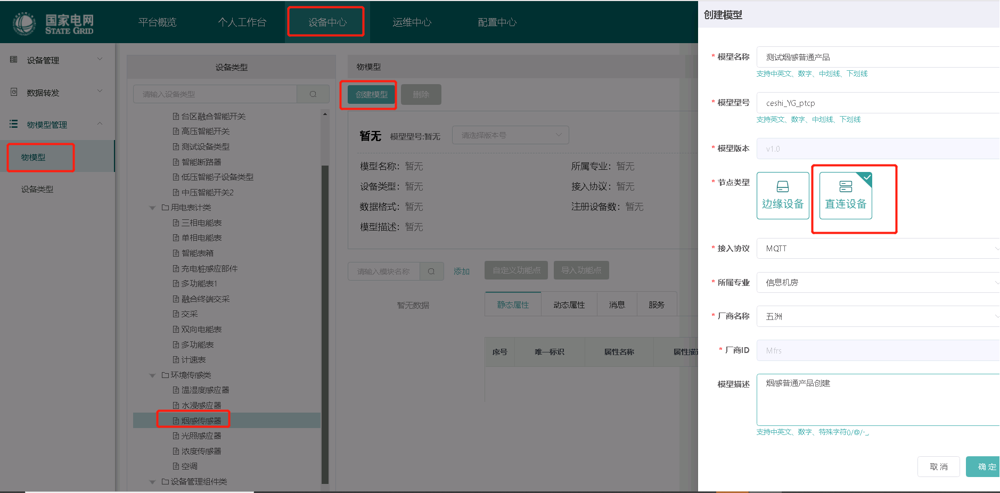 国家电网
STATE GRID
平台概览
个人工作台
设备中心
运维中心
配置中心
设备管理
数据转发
物模型管理
物模型
设备类型
设备类型
请输入设备类型
台区融合智能开关
高压智能开关
测试设备类型
智能断路器
低压智能子设备类型
中压智能开关2
用电表计类
三相电能表
单相电能表
智能表箱
充电桩感应部件
多功能表1
融合终端交采
交采
双向电能表
多功能表
计速表
环境传感类
温湿度感应器
水浸感应器
烟感传感器
光照感应器
浓度传感器
空调
设备管理组件类
物模型
创建模型
删除
暂无 模型型号:暂无 请选择版本号
模型名称: 暂无
所属专业: 暂无
设备类型: 暂无
接入协议: 暂无
数据格式: 暂无
注册设备数: 暂无
模型描述: 暂无
请输入模块名称
添加
自定义功能点
导入功能点
暂无数据
静态属性
动态属性
消息
服务
序号
唯一标识
属性名称
属性描
创建模型
* 模型名称 测试烟感普通产品
支持中英文、数字、中划线、下划线
* 模型型号 ceshi_YG_ptcp
支持英文、数字、中划线、下划线
* 模型版本 v1.0
* 节点类型 边缘设备 直连设备
* 接入协议 MQTT
* 所属专业 信息机房
* 厂商名称 五洲
* 厂商ID Mfrs
模型描述 烟感普通产品创建
支持中英文、数字、特殊字符()/@/-_
取消
确定